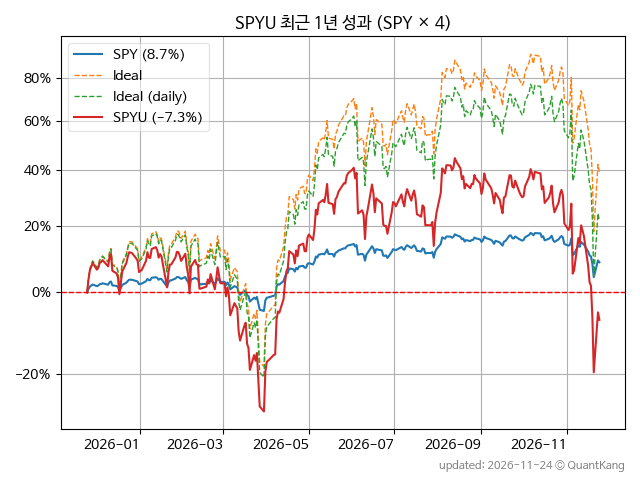 SPYU 최근 1년 성과 (SPY × 4)
SPY (8.7%)
Ideal
Ideal (daily)
SPYU (−7.3%)
80%
60%
40%
20%
0%
−20%
2026-01 2026-03 2026-05 2026-07 2026-09 2026-11
updated: 2026-11-24 © QuantKang